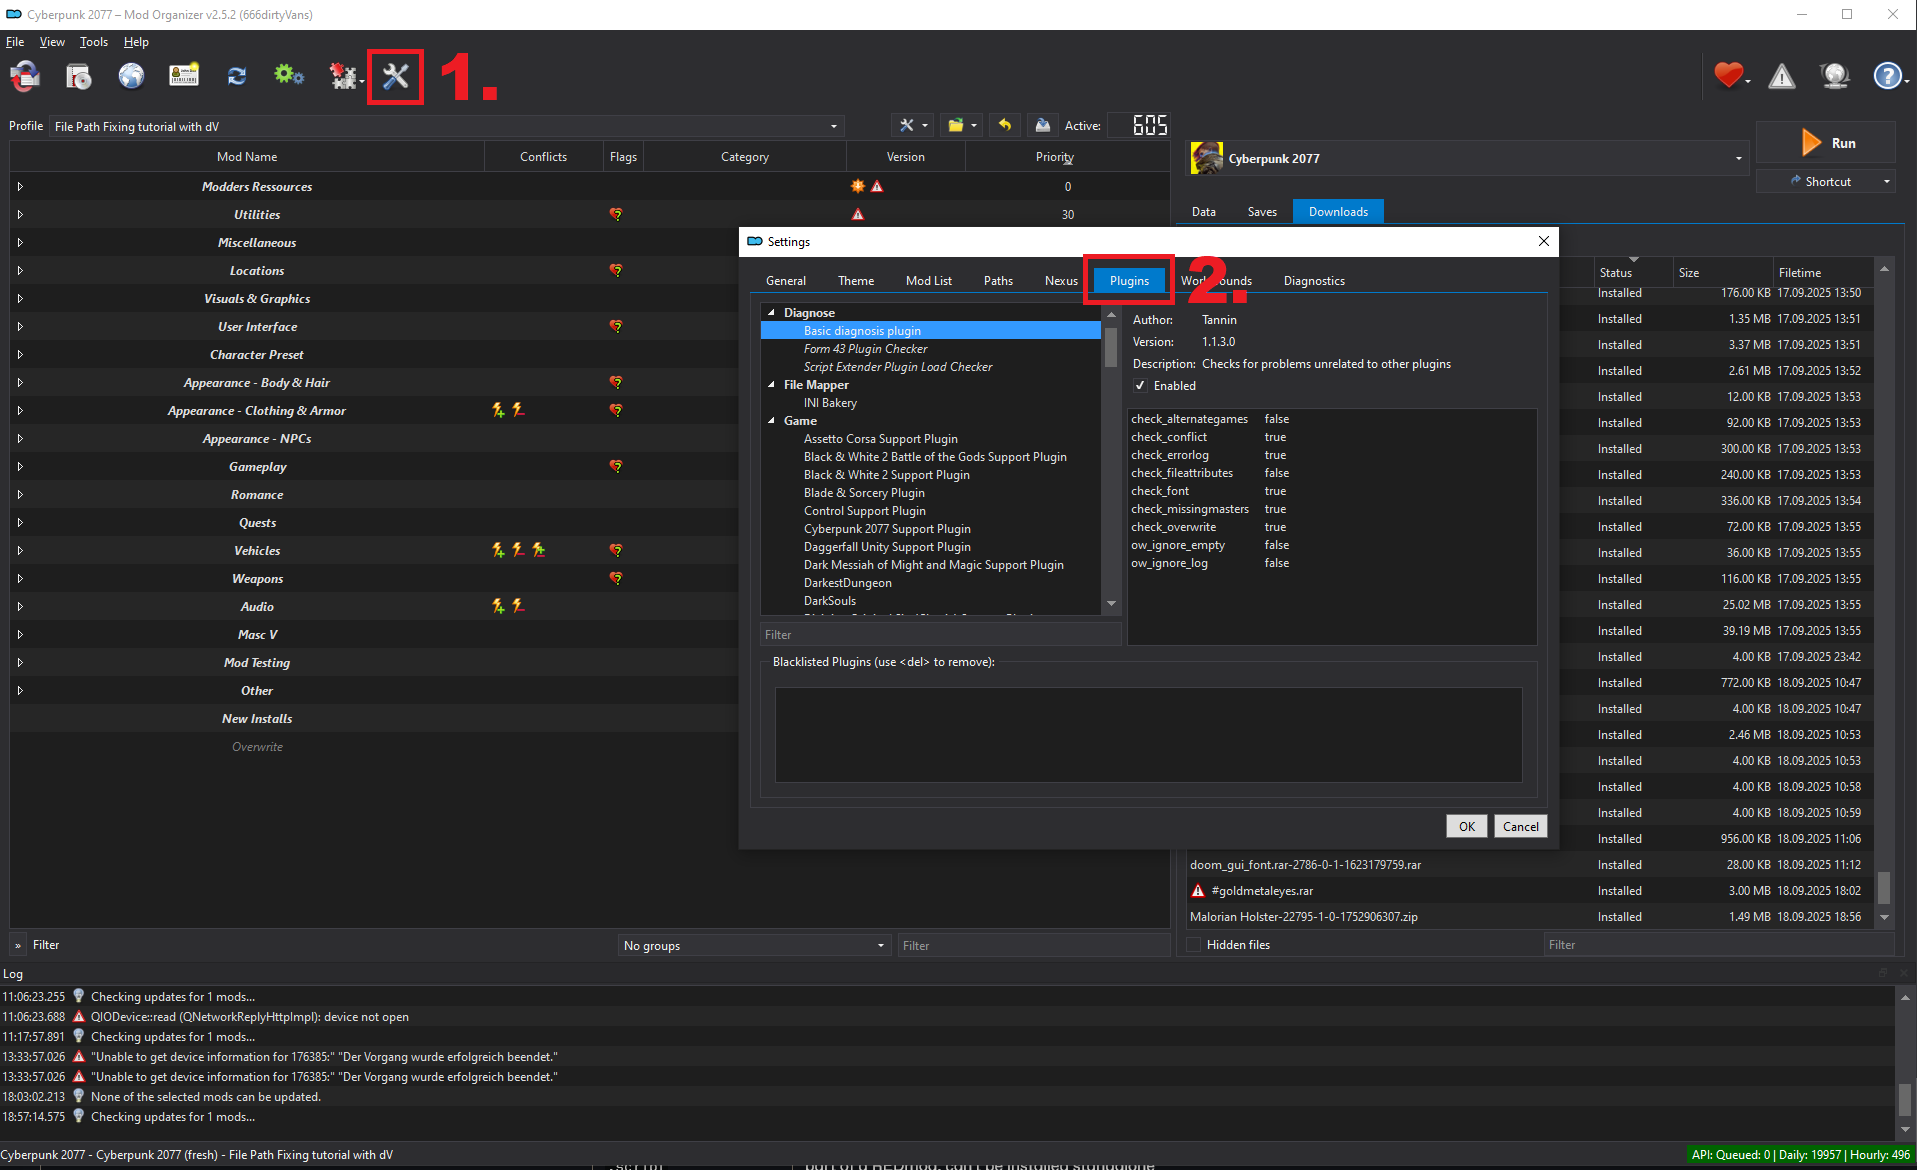 Cyberpunk 2077 – Mod Organizer v2.5.2 (666dirtyVans)
File View Tools Help
1.
Profile File Path Fixing tutorial with dV Active: 605
Mod Name Conflicts Flags Category Version Priority
Modders Ressources 0
Utilities 30
Miscellaneous
Locations
Visuals & Graphics
User Interface
Character Preset
Appearance - Body & Hair
Appearance - Clothing & Armor
Appearance - NPCs
Gameplay
Romance
Quests
Vehicles
Weapons
Audio
Masc V
Mod Testing
Other
New Installs
Overwrite
» Filter No groups Filter
Cyberpunk 2077
Run
Shortcut
Data Saves Downloads
Settings
General Theme Mod List Paths Nexus Plugins Diagnostics
2.
Diagnose
Basic diagnosis plugin
Form 43 Plugin Checker
Script Extender Plugin Load Checker
File Mapper
INI Bakery
Game
Assetto Corsa Support Plugin
Black & White 2 Battle of the Gods Support Plugin
Black & White 2 Support Plugin
Blade & Sorcery Plugin
Control Support Plugin
Cyberpunk 2077 Support Plugin
Daggerfall Unity Support Plugin
Dark Messiah of Might and Magic Support Plugin
DarkestDungeon
DarkSouls
Filter
Author: Tannin
Version: 1.1.3.0
Description: Checks for problems unrelated to other plugins
Enabled
check_alternategames false
check_conflict true
check_errorlog true
check_fileattributes false
check_font true
check_missingmasters true
check_overwrite true
ow_ignore_empty false
ow_ignore_log false
Blacklisted Plugins (use <del> to remove):
OK Cancel
Status Size Filetime
Installed 176.00 KB 17.09.2025 13:50
Installed 1.35 MB 17.09.2025 13:51
Installed 3.37 MB 17.09.2025 13:51
Installed 2.61 MB 17.09.2025 13:52
Installed 12.00 KB 17.09.2025 13:53
Installed 92.00 KB 17.09.2025 13:53
Installed 300.00 KB 17.09.2025 13:53
Installed 240.00 KB 17.09.2025 13:53
Installed 336.00 KB 17.09.2025 13:54
Installed 72.00 KB 17.09.2025 13:55
Installed 36.00 KB 17.09.2025 13:55
Installed 116.00 KB 17.09.2025 13:55
Installed 25.02 MB 17.09.2025 13:55
Installed 39.19 MB 17.09.2025 13:55
Installed 4.00 KB 17.09.2025 23:42
Installed 772.00 KB 18.09.2025 10:47
Installed 4.00 KB 18.09.2025 10:47
Installed 2.46 MB 18.09.2025 10:53
Installed 4.00 KB 18.09.2025 10:53
Installed 4.00 KB 18.09.2025 10:58
Installed 4.00 KB 18.09.2025 10:59
Installed 956.00 KB 18.09.2025 11:06
doom_gui_font.rar-2786-0-1-1623179759.rar Installed 28.00 KB 18.09.2025 11:12
#goldmetaleyes.rar Installed 3.00 MB 18.09.2025 18:02
Malorian Holster-22795-1-0-1752906307.zip Installed 1.49 MB 18.09.2025 18:56
Hidden files Filter
Log
11:06:23.255 Checking updates for 1 mods...
11:06:23.688 QIODevice::read (QNetworkReplyHttpImpl): device not open
11:17:57.891 Checking updates for 1 mods...
13:33:57.026 "Unable to get device information for 176385:" "Der Vorgang wurde erfolgreich beendet."
13:33:57.026 "Unable to get device information for 176385:" "Der Vorgang wurde erfolgreich beendet."
18:03:02.213 None of the selected mods can be updated.
18:57:14.575 Checking updates for 1 mods...
Cyberpunk 2077 - Cyberpunk 2077 (fresh) - File Path Fixing tutorial with dV API: Queued: 0 | Daily: 19957 | Hourly: 496